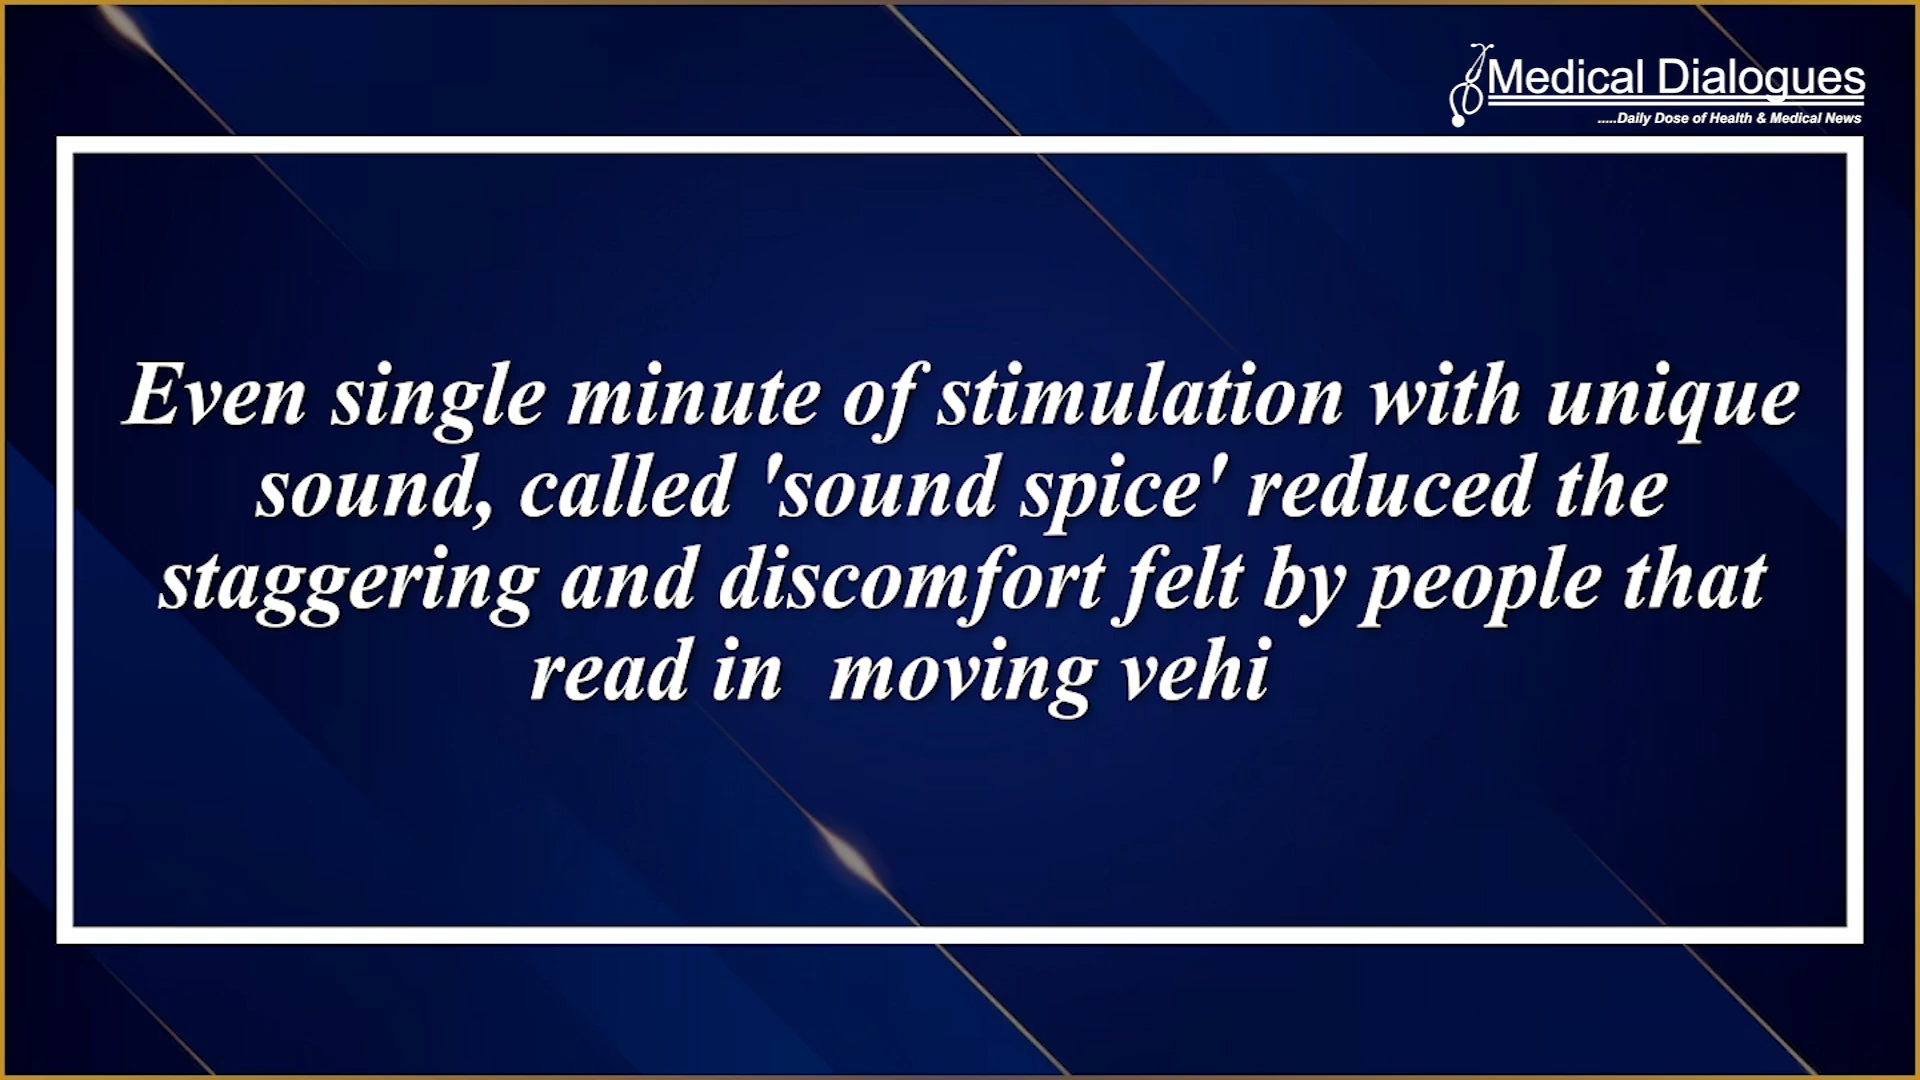 Medical Dialogues
.....Daily Dose of Health & Medical News
Even single minute of stimulation with unique
sound, called 'sound spice' reduced the
staggering and discomfort felt by people that
read in  moving vehi